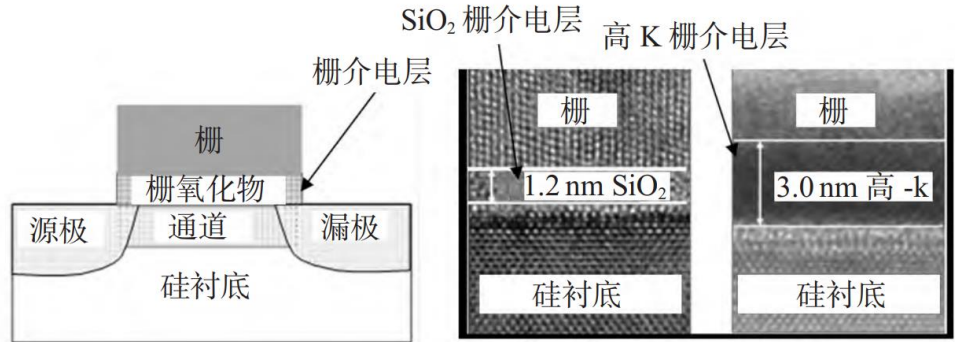 SiO₂ 栅介电层
高 K 栅介电层
栅介电层
栅
栅氧化物
源极
通道
漏极
硅衬底
栅
1.2 nm SiO₂
硅衬底
栅
3.0 nm 高 -k
硅衬底